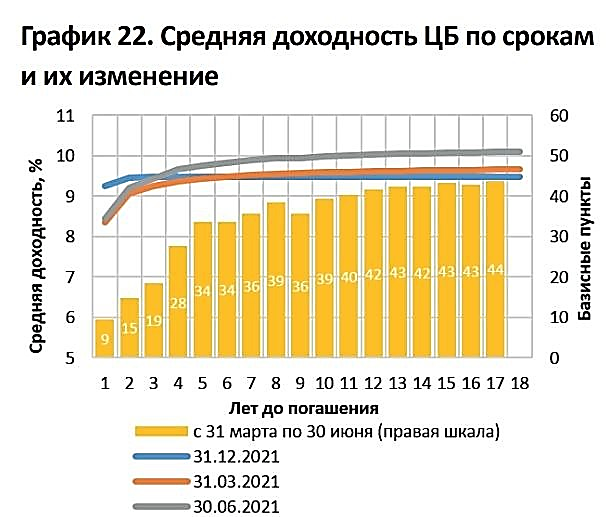 График 22. Средняя доходность ЦБ по срокам
и их изменение
11
10
9
8
7
6
5
Средняя доходность, %
60
50
40
30
20
10
0
Базисные пункты
9 15 19 28 34 34 36 39 36 39 40 42 43 42 43 43 44
1 2 3 4 5 6 7 8 9 10 11 12 13 14 15 16 17 18
Лет до погашения
с 31 марта по 30 июня (правая шкала)
31.12.2021
31.03.2021
30.06.2021